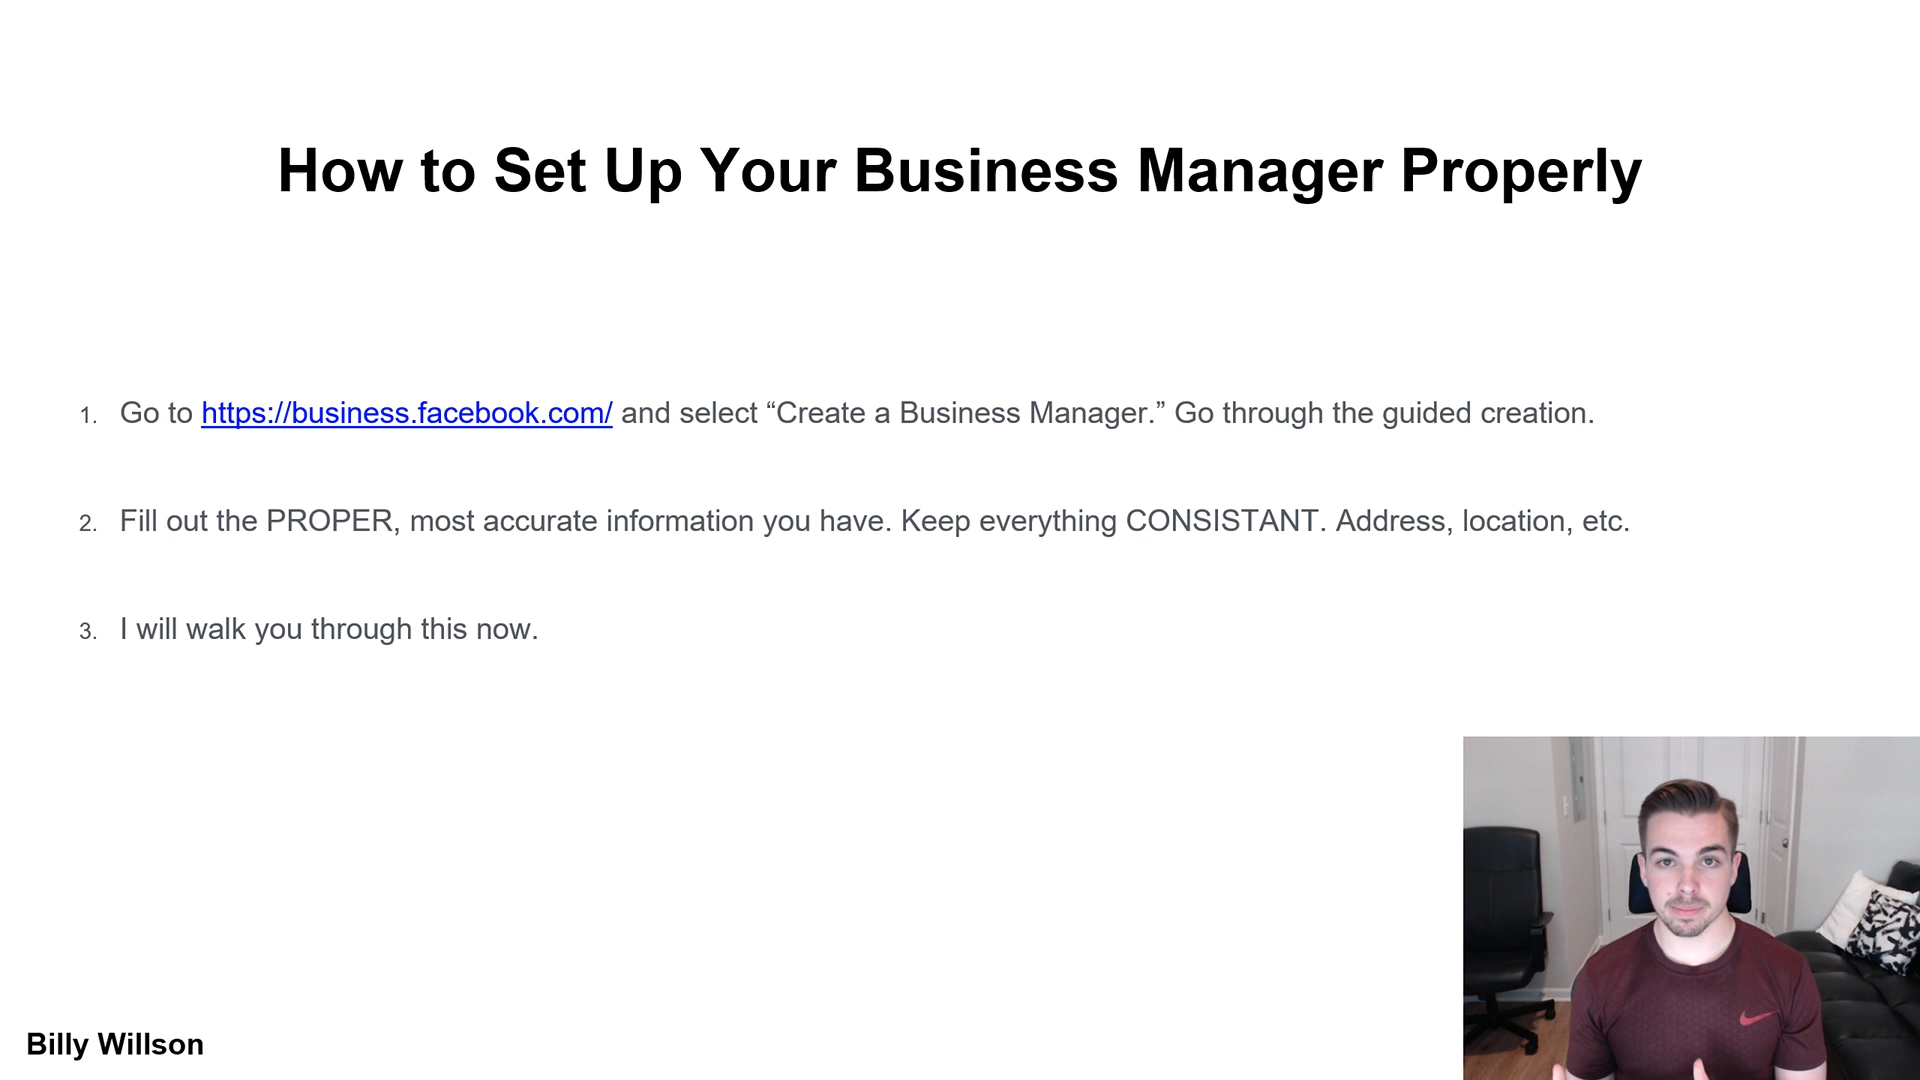 How to Set Up Your Business Manager Properly
1. Go to https://business.facebook.com/ and select “Create a Business Manager.” Go through the guided creation.
2. Fill out the PROPER, most accurate information you have. Keep everything CONSISTANT. Address, location, etc.
3. I will walk you through this now.
Billy Willson